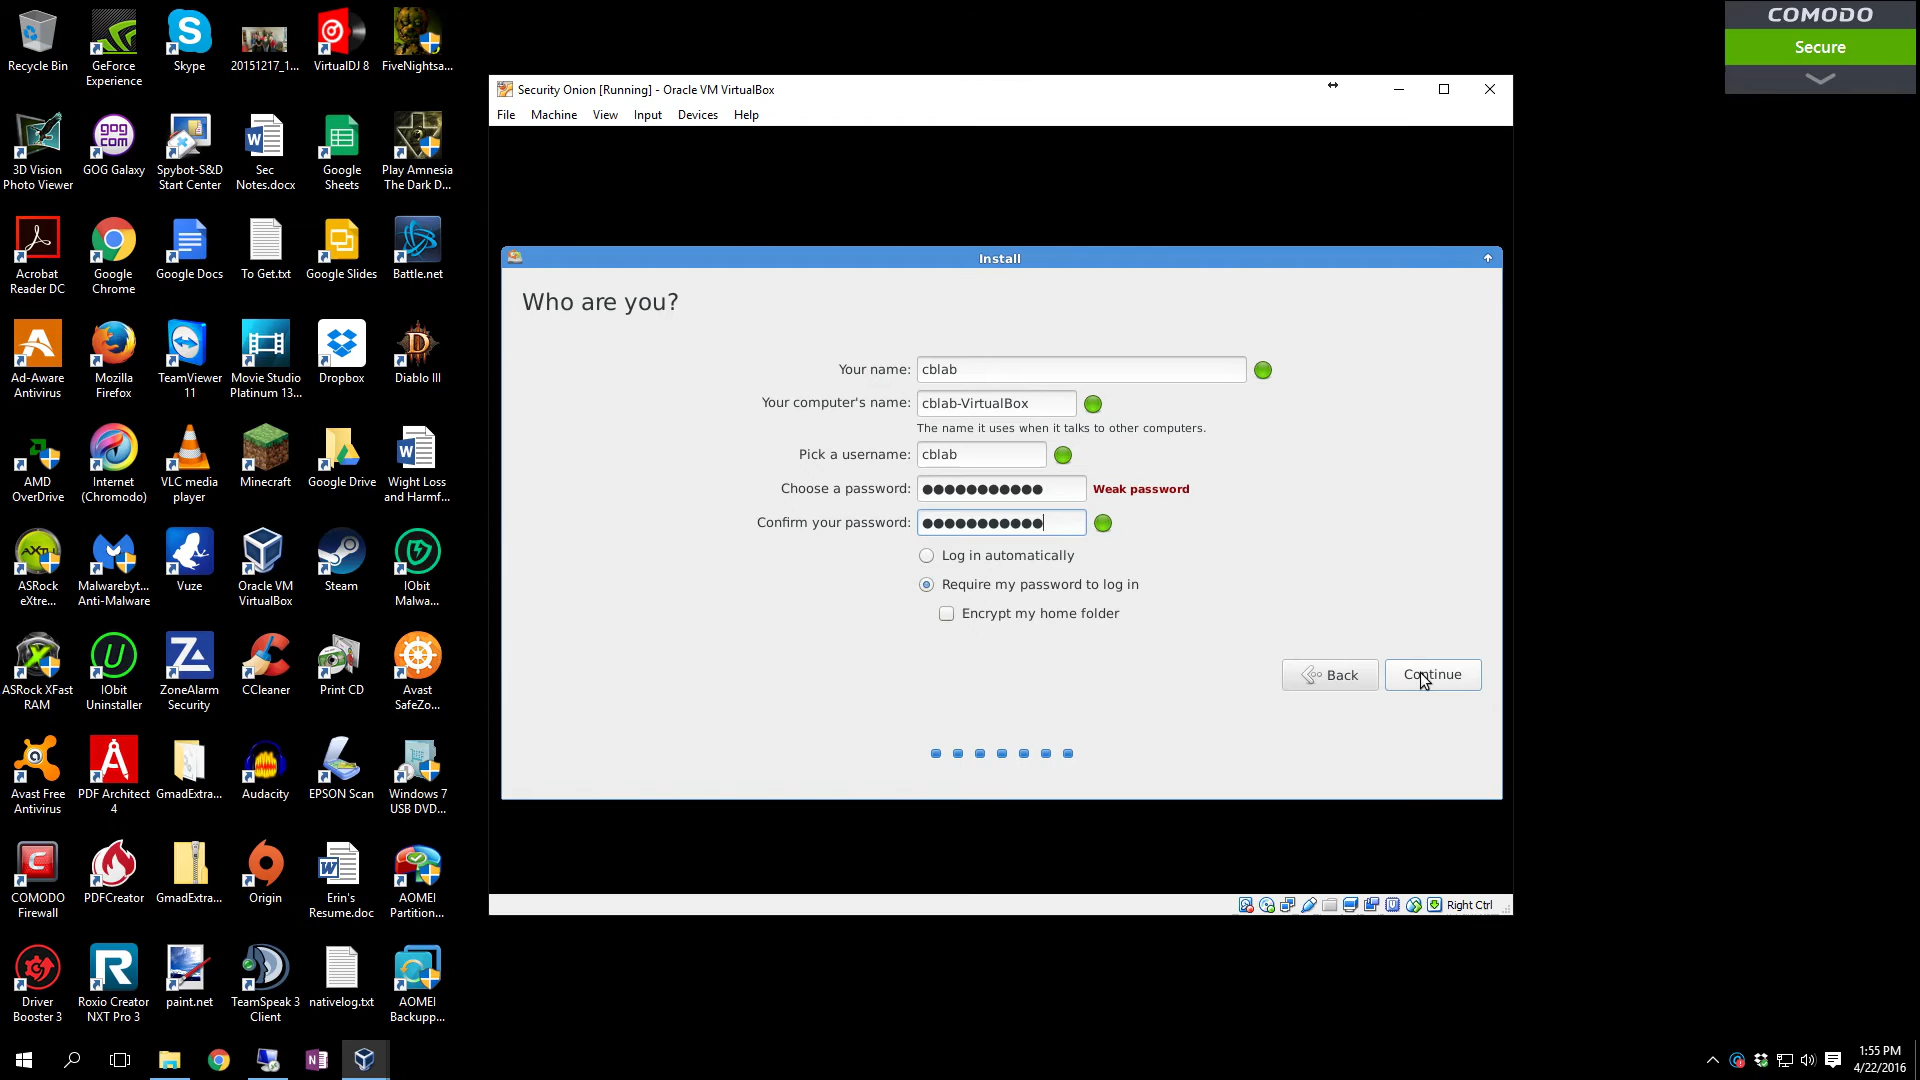 Recycle Bin
GeForce
Experience
Skype
20151217_1...
VirtualDJ 8
FiveNightsa...
3D Vision
Photo Viewer
GOG Galaxy
Spybot-S&D
Start Center
Sec
Notes.docx
Google
Sheets
Play Amnesia
The Dark D...
Acrobat
Reader DC
Google
Chrome
Google Docs
To Get.txt
Google Slides
Battle.net
Ad-Aware
Antivirus
Mozilla
Firefox
TeamViewer
11
Movie Studio
Platinum 13...
Dropbox
Diablo III
AMD
OverDrive
Internet
(Chromodo)
VLC media
player
Minecraft
Google Drive
Wight Loss
and Harmf...
ASRock
eXtre...
Malwarebyt...
Anti-Malware
Vuze
Oracle VM
VirtualBox
Steam
IObit
Malwa...
ASRock XFast
RAM
IObit
Uninstaller
ZoneAlarm
Security
CCleaner
Print CD
Avast
SafeZo...
Avast Free
Antivirus
PDF Architect
4
GmadExtra...
Audacity
EPSON Scan
Windows 7
USB DVD...
COMODO
Firewall
PDFCreator
GmadExtra...
Origin
Erin's
Resume.doc
AOMEI
Partition...
Driver
Booster 3
Roxio Creator
NXT Pro 3
paint.net
TeamSpeak 3
Client
nativelog.txt
AOMEI
Backupp...
Security Onion [Running] - Oracle VM VirtualBox
File Machine View Input Devices Help
Install
Who are you?
Your name: cblab
Your computer's name: cblab-VirtualBox
The name it uses when it talks to other computers.
Pick a username: cblab
Choose a password: ●●●●●●●●●●● Weak password
Confirm your password: ●●●●●●●●●●●
Log in automatically
Require my password to log in
Encrypt my home folder
Back Continue
Right Ctrl
COMODO
Secure
1:55 PM
4/22/2016